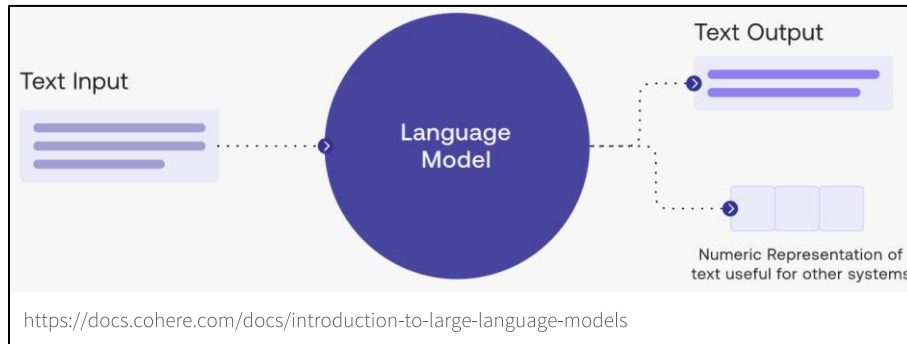 Text Input
Language
Model
Text Output
Numeric Representation of
text useful for other systems
https://docs.cohere.com/docs/introduction-to-large-language-models